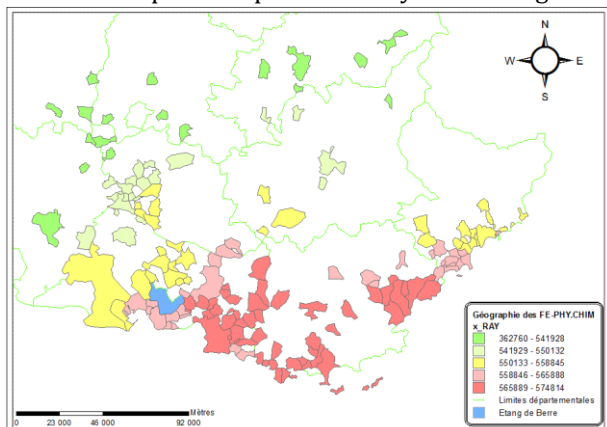 N
W E
S
Géographie des FE-PHY.CHIM
x_RAY
362760 - 541928
541929 - 550132
550133 - 558845
558846 - 565888
565889 - 574814
Limites départementales
Etang de Berre
Mètres
0 23 000 46 000 92 000